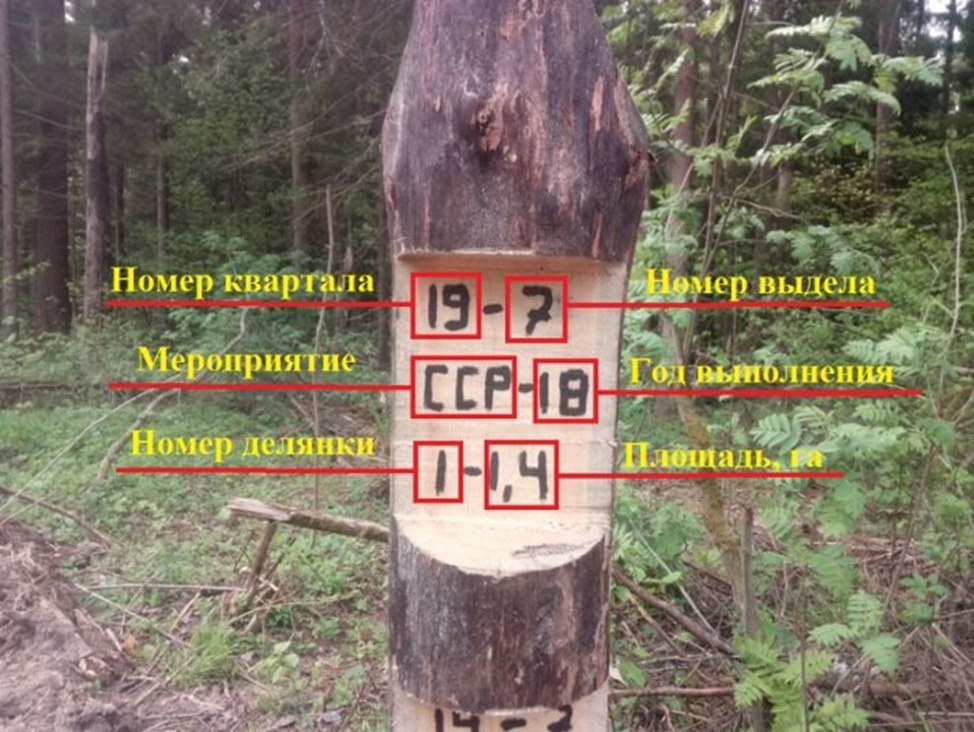 Номер квартала 19-7 Номер выдела
Мероприятие ССР-18 Год выполнения
Номер делянки 1-1,4 Площадь, га